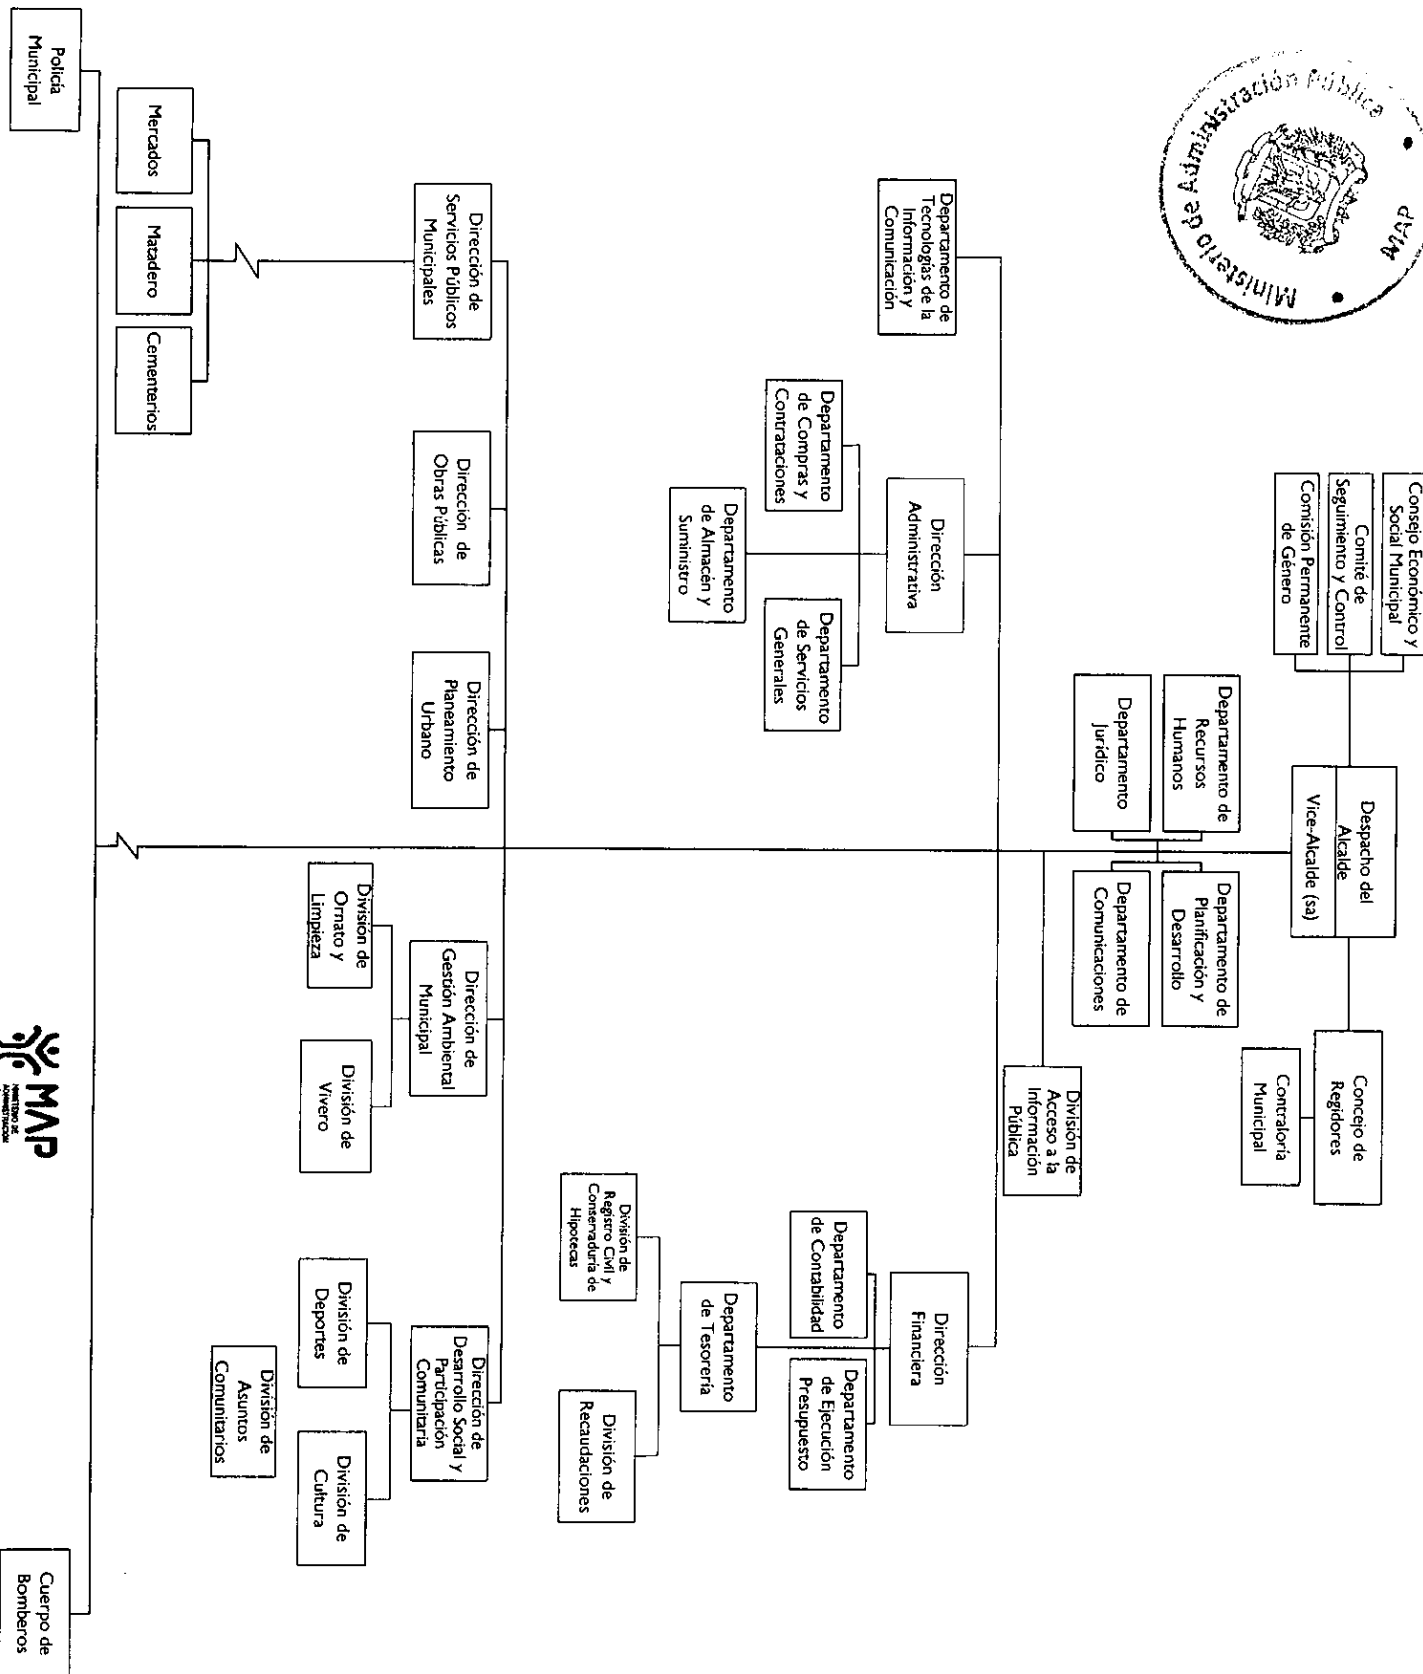 Ministerio de Administración Pública
MAP
Consejo Económico y
Social Municipal
Comité de
Seguimiento y Control
Comisión Permanente
de Género
Despacho del
Alcalde
Vice-Alcalde (sa)
Concejo de
Regidores
Contraloría
Municipal
Departamento de
Recursos
Humanos
Departamento
Jurídico
Departamento de
Planificación y
Desarrollo
Departamento de
Comunicaciones
División de
Acceso a la
Información
Pública
Departamento de
Tecnologías de la
Información y
Comunicación
Dirección
Administrativa
Departamento
de Compras y
Contrataciones
Departamento
de Almacén y
Suministro
Departamento
de Servicios
Generales
Dirección
Financiera
Departamento
de Contabilidad
Departamento
de Ejecución
Presupuesto
Departamento
de Tesorería
División de
Registro Civil y
Conservaduría de
Hipotecas
División de
Recaudaciones
Dirección de
Servicios Públicos
Municipales
Dirección de
Obras Públicas
Dirección de
Planeamiento
Urbano
Dirección de
Gestión Ambiental
Municipal
Dirección de
Desarrollo Social y
Participación
Comunitaria
División de
Ornato y
Limpieza
División de
Vivero
División de
Deportes
División de
Cultura
División de
Asuntos
Comunitarios
Mercados
Matadero
Cementerios
Policía
Municipal
Cuerpo de
Bomberos
MAP
MINISTERIO DE
ADMINISTRACIÓN